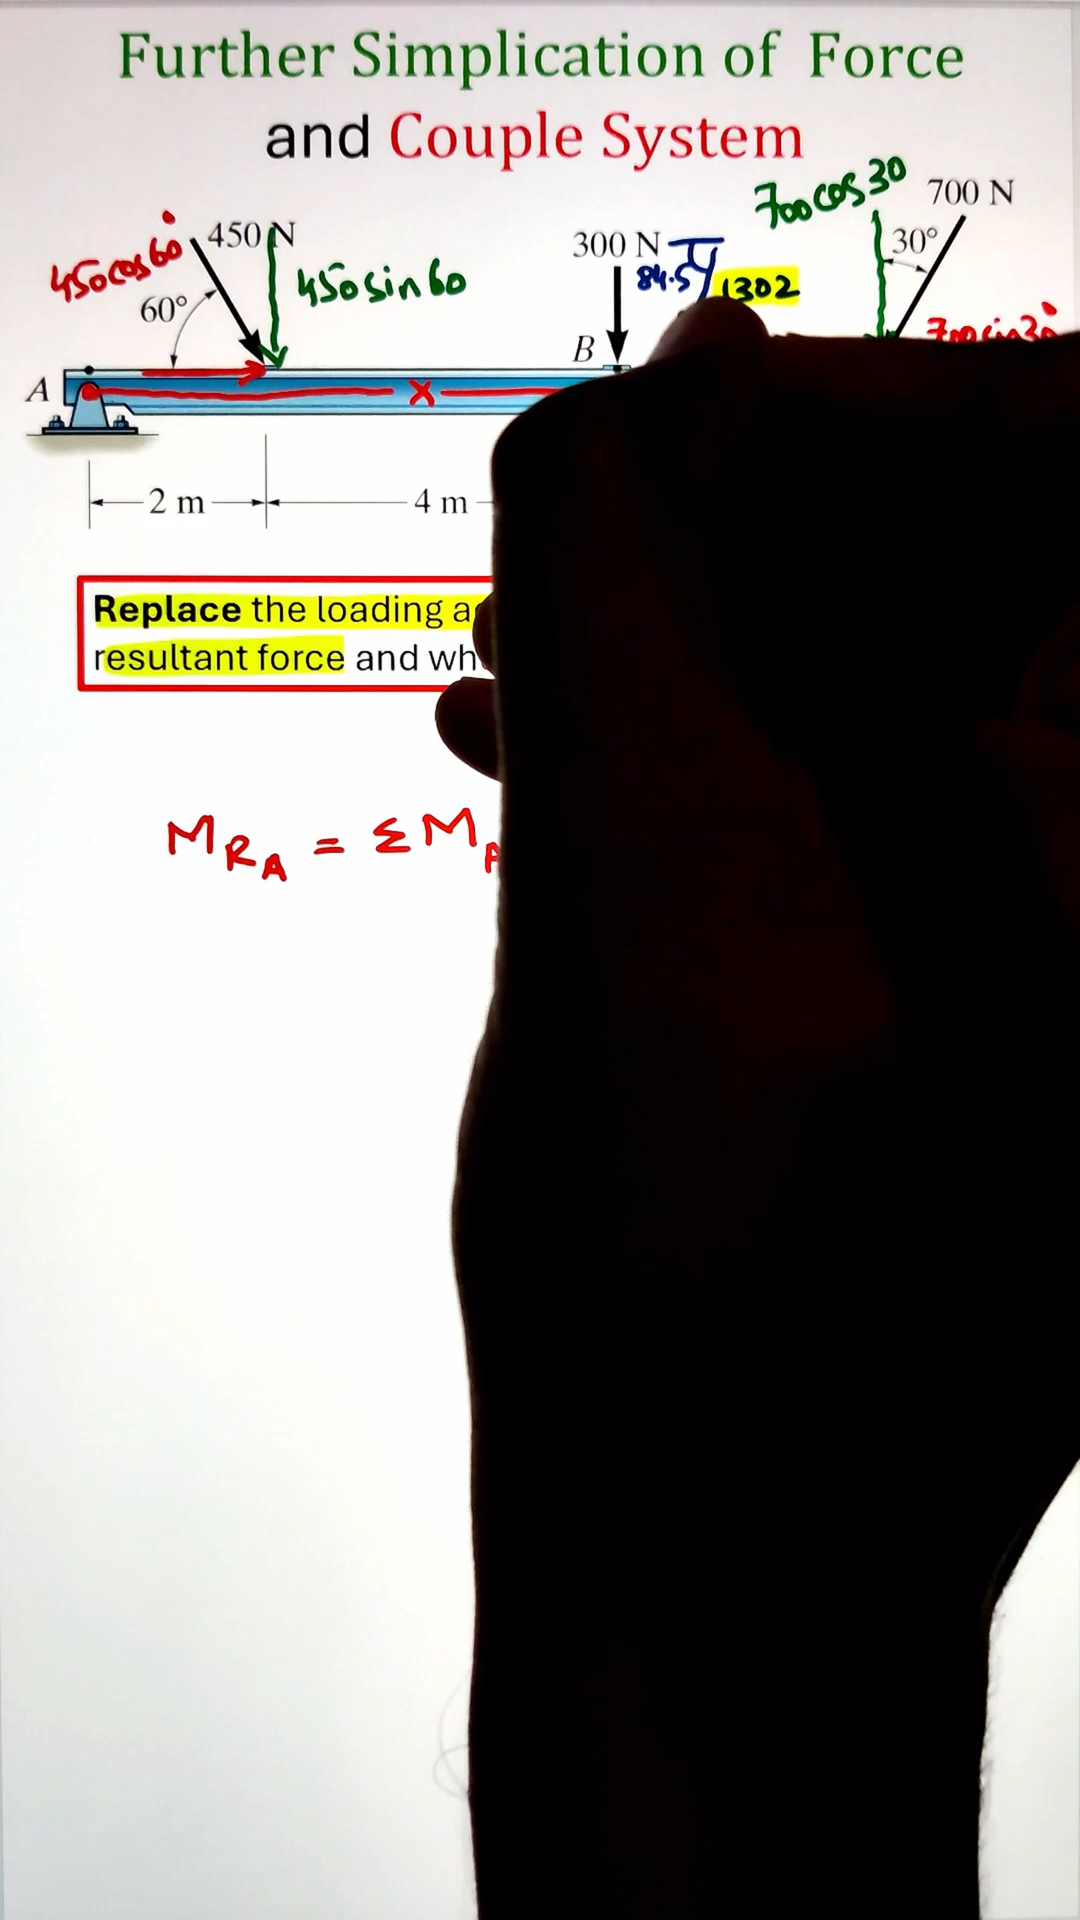 Further Simplication of Force
and Couple System
700cos30
700 N
450cos60°
450 N
450sin60
300 N
84.5
1302
30°
60°
B
A
X
2 m
4 m
Replace the loading
resultant force and
M_RA = ΣM